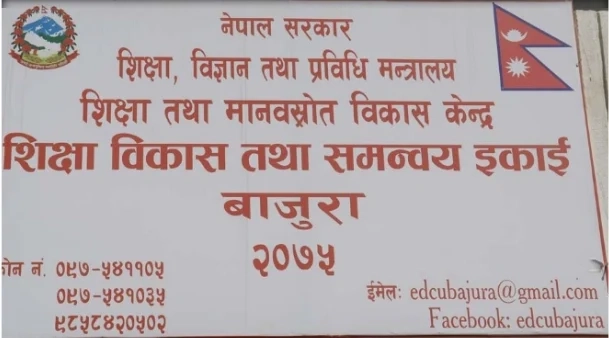 नेपाल सरकार
शिक्षा, विज्ञान तथा प्रविधि मन्त्रालय
शिक्षा तथा मानवस्रोत विकास केन्द्र
शिक्षा विकास तथा समन्वय इकाई
बाजुरा
२०७५
फोन नं. ०९७-५४११०५
०९७-५४१०३५
९८५८४२०५०२
ईमेल: edcubajura@gmail.com
Facebook: edcubajura